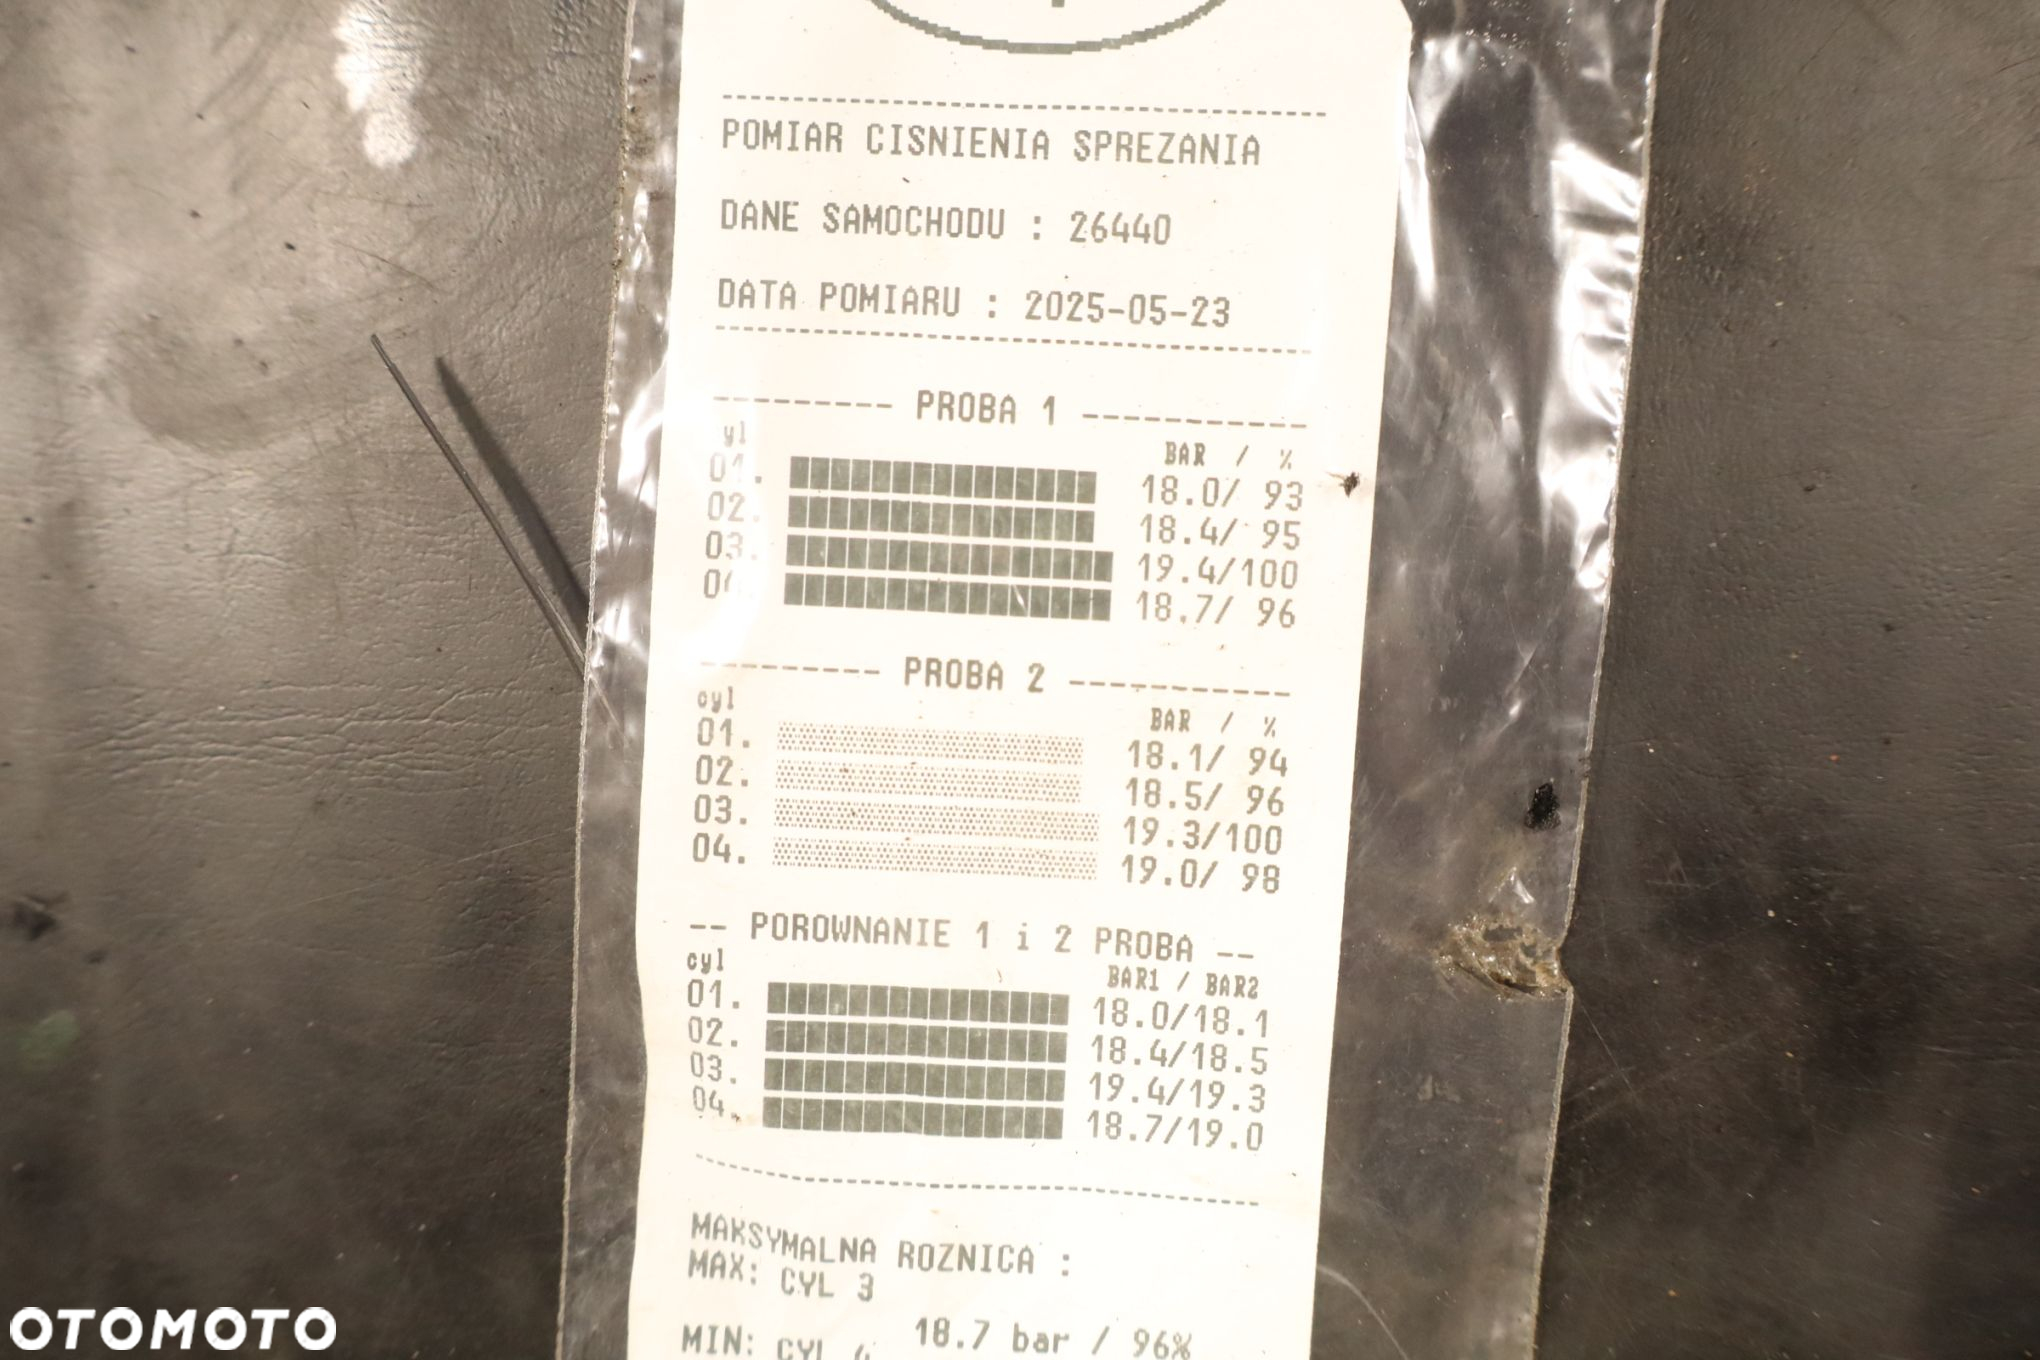 POMIAR CISNIENIA SPREZANIA
DANE SAMOCHODU : 26440
DATA POMIARU : 2025-05-23
--------- PROBA 1 -----------
yl BAR / %
01. 18.0/ 93
02. 18.4/ 95
03. 19.4/100
04. 18.7/ 96
--------- PROBA 2 -----------
cyl BAR / %
01. 18.1/ 94
02. 18.5/ 96
03. 19.3/100
04. 19.0/ 98
-- POROWNANIE 1 i 2 PROBA --
cyl BAR1 / BAR2
01. 18.0/18.1
02. 18.4/18.5
03. 19.4/19.3
04. 18.7/19.0
MAKSYMALNA ROZNICA :
MAX: CYL 3
18.7 bar / 96%
MIN: CYL
OTOMOTO